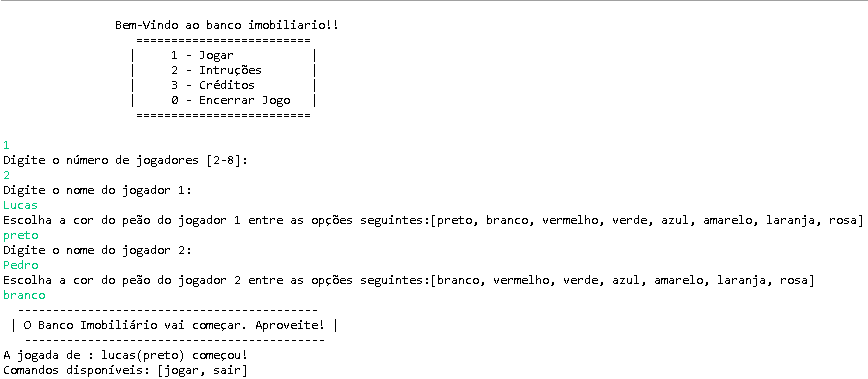 Bem-Vindo ao banco imobiliario!!
=========================
| 1 - Jogar |
| 2 - Intruções |
| 3 - Créditos |
| 0 - Encerrar Jogo |
=========================
1
Digite o número de jogadores [2-8]:
2
Digite o nome do jogador 1:
Lucas
Escolha a cor do peão do jogador 1 entre as opções seguintes:[preto, branco, vermelho, verde, azul, amarelo, laranja, rosa]
preto
Digite o nome do jogador 2:
Pedro
Escolha a cor do peão do jogador 2 entre as opções seguintes:[branco, vermelho, verde, azul, amarelo, laranja, rosa]
branco
-------------------------------------------
| O Banco Imobiliário vai começar. Aproveite! |
-------------------------------------------
A jogada de : lucas(preto) começou!
Comandos disponíveis: [jogar, sair]